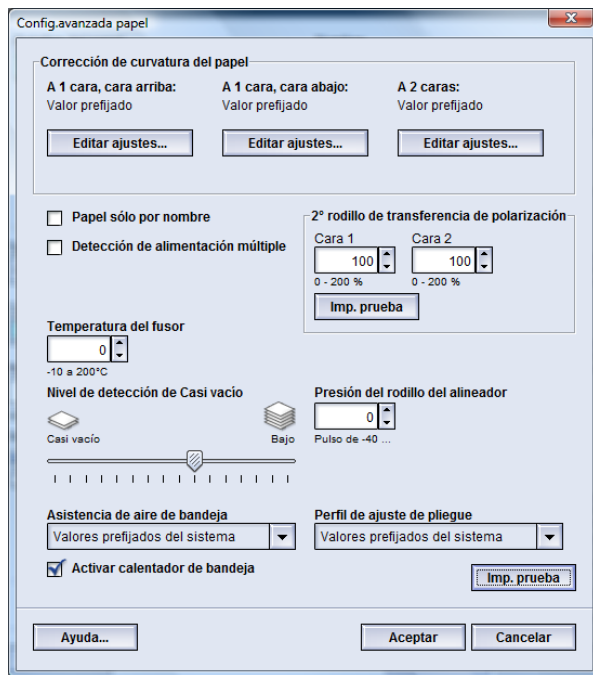 Config.avanzada papel
Corrección de curvatura del papel
A 1 cara, cara arriba:
A 1 cara, cara abajo:
A 2 caras:
Valor prefijado
Valor prefijado
Valor prefijado
Editar ajustes...
Editar ajustes...
Editar ajustes...
Papel sólo por nombre
Detección de alimentación múltiple
2º rodillo de transferencia de polarización
Cara 1
Cara 2
100
100
0 - 200 %
0 - 200 %
Imp. prueba
Temperatura del fusor
0
-10 a 200°C
Nivel de detección de Casi vacío
Casi vacío
Bajo
Presión del rodillo del alineador
0
Pulso de -40 ...
Asistencia de aire de bandeja
Valores prefijados del sistema
Perfil de ajuste de pliegue
Valores prefijados del sistema
Activar calentador de bandeja
Imp. prueba
Ayuda...
Aceptar
Cancelar